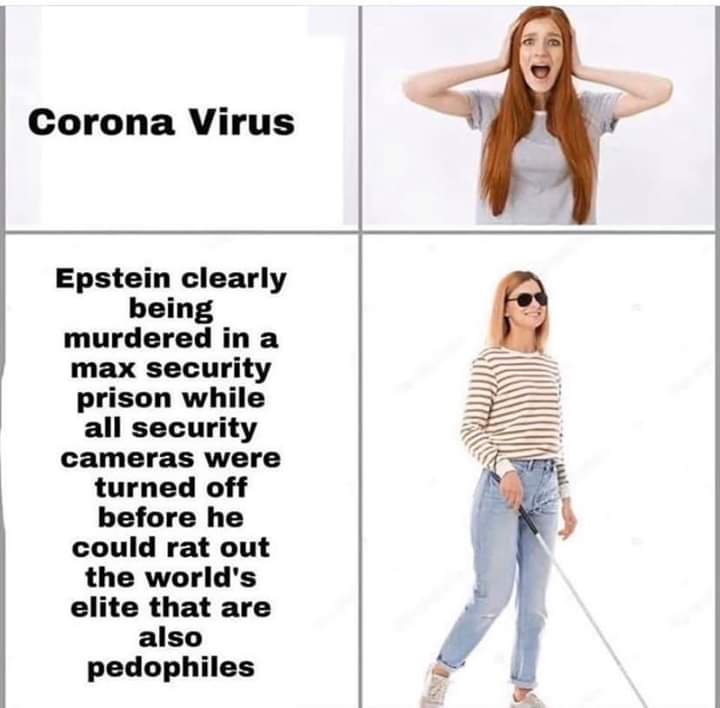 Corona Virus
Epstein clearly
being
murdered in a
max security
prison while
all security
cameras were
turned off
before he
could rat out
the world's
elite that are
also
pedophiles